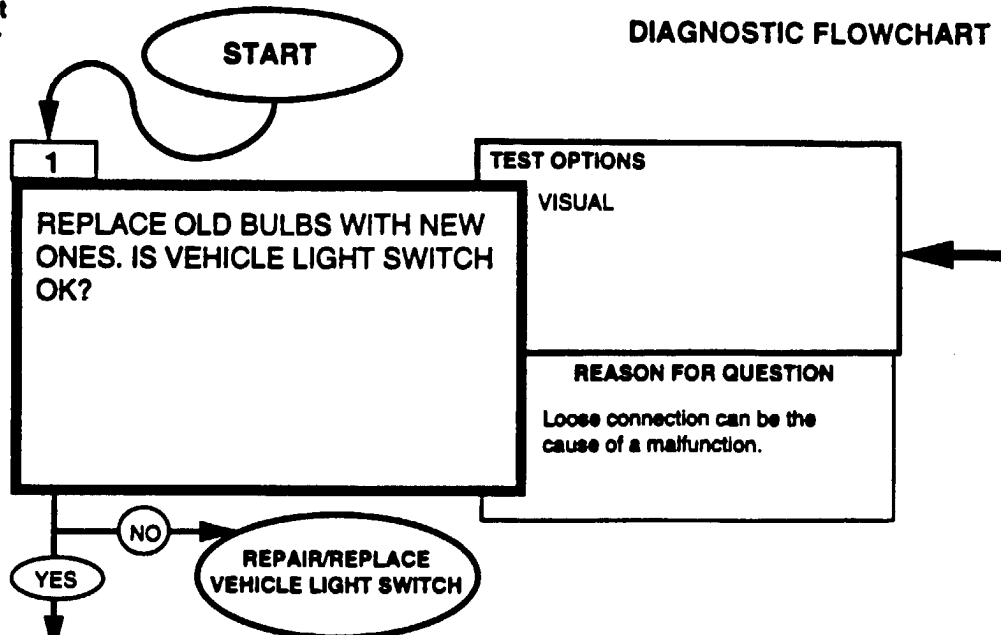 DIAGNOSTIC FLOWCHART
START
1
REPLACE OLD BULBS WITH NEW
ONES. IS VEHICLE LIGHT SWITCH
OK?
TEST OPTIONS
VISUAL
REASON FOR QUESTION
Loose connection can be the
cause of a malfunction.
NO
REPAIR/REPLACE
VEHICLE LIGHT SWITCH
YES